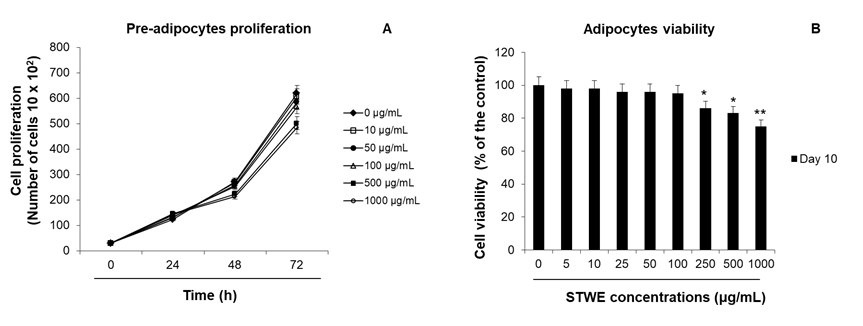 Pre-adipocytes proliferation
A
Cell proliferation
(Number of cells 10 x 10²)
800
700
600
500
400
300
200
100
0
0 24 48 72
Time (h)
0 µg/mL
10 µg/mL
50 µg/mL
100 µg/mL
500 µg/mL
1000 µg/mL
Adipocytes viability
B
Cell viability (% of the control)
120
100
80
60
40
20
0
* * **
0 5 10 25 50 100 250 500 1000
STWE concentrations (µg/mL)
Day 10